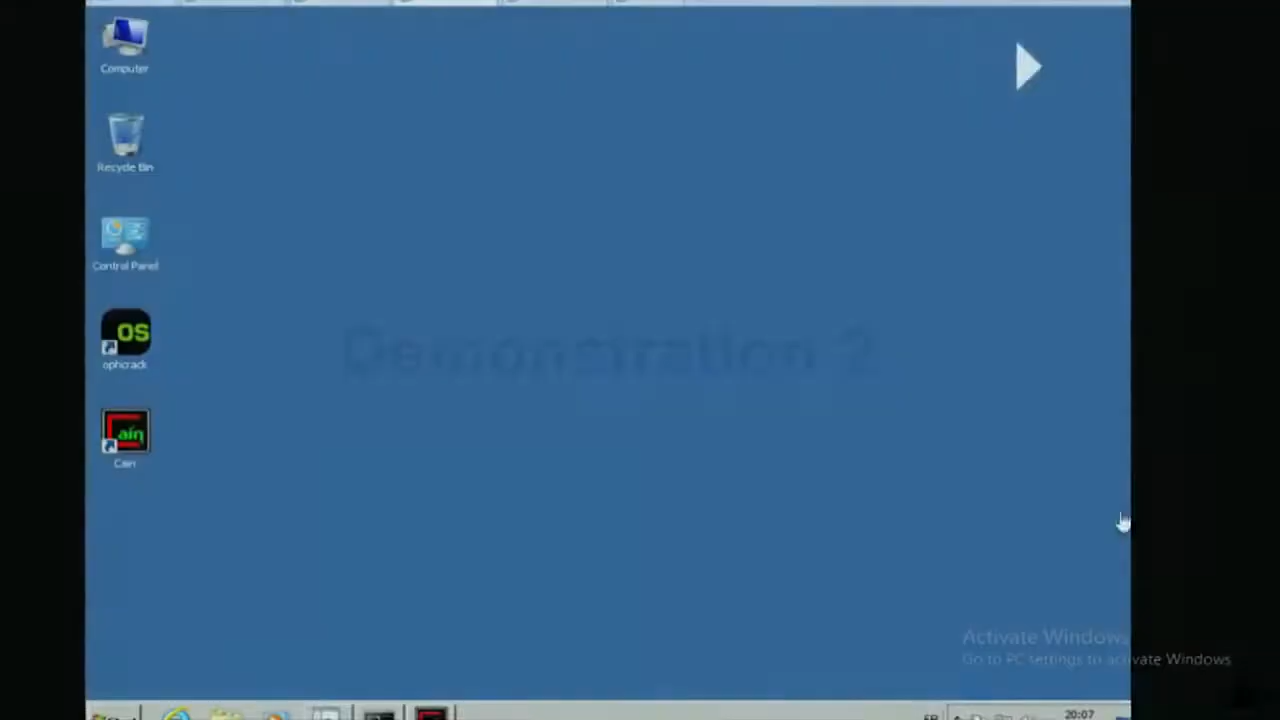 Computer
Recycle Bin
Control Panel
OS
ophcrack
Demonstration 2
Cain
Cain
Activate Windows
Go to PC settings to activate Windows
20:07